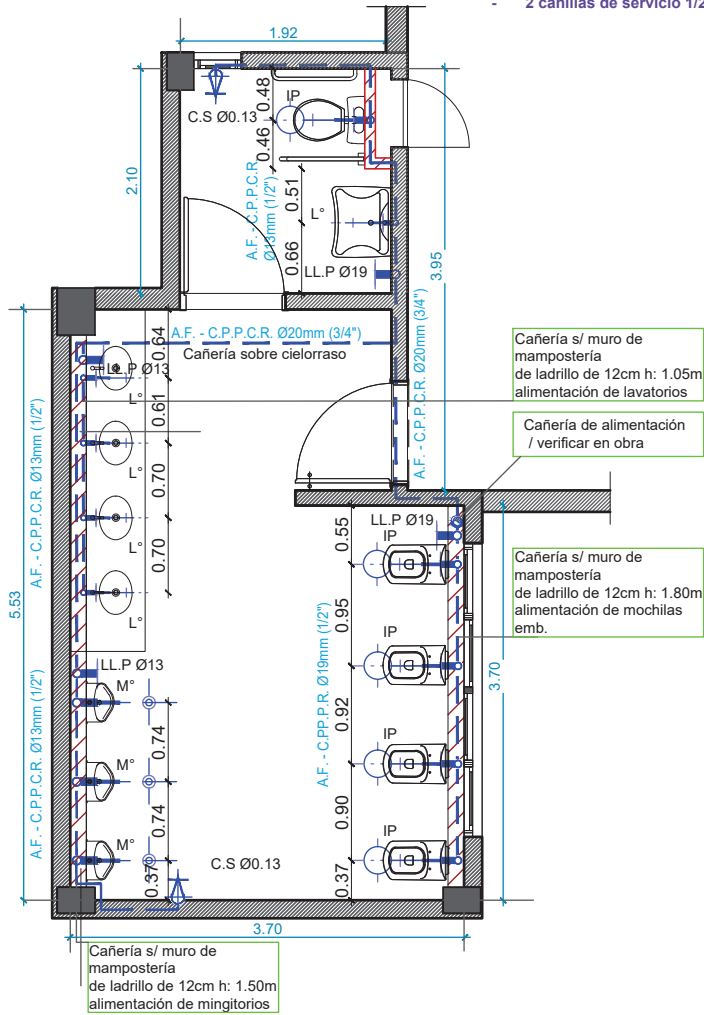 - 2 canillas de servicio 1/2
1.92
2.10
C.S Ø0.13
0.48
0.46
IP
A.F. - C.P.P.C.R.
Ø13mm (1/2")
0.51
L°
0.66
LL.P Ø19
3.95
A.F. - C.P.P.C.R. Ø20mm (3/4")
Cañería sobre cielorraso
A.F. - C.P.P.C.R. Ø20mm (3/4")
0.64
LL.P Ø13
L°
0.61
L°
0.70
L°
0.70
L°
A.F. - C.P.P.C.R. Ø13mm (1/2")
5.53
A.F. - C.P.P.C.R. Ø13mm (1/2")
LL.P Ø13
M°
0.74
M°
0.74
M°
0.37
C.S Ø0.13
3.70
LL.P Ø19
0.55
IP
0.95
IP
0.92
IP
0.90
IP
0.37
A.F. - C.PP.P.R. Ø19mm (1/2")
3.70
Cañería s/ muro de
mampostería
de ladrillo de 12cm h: 1.05m
alimentación de lavatorios
Cañería de alimentación
/ verificar en obra
Cañería s/ muro de
mampostería
de ladrillo de 12cm h: 1.80m
alimentación de mochilas
emb.
Cañería s/ muro de
mampostería
de ladrillo de 12cm h: 1.50m
alimentación de mingitorios